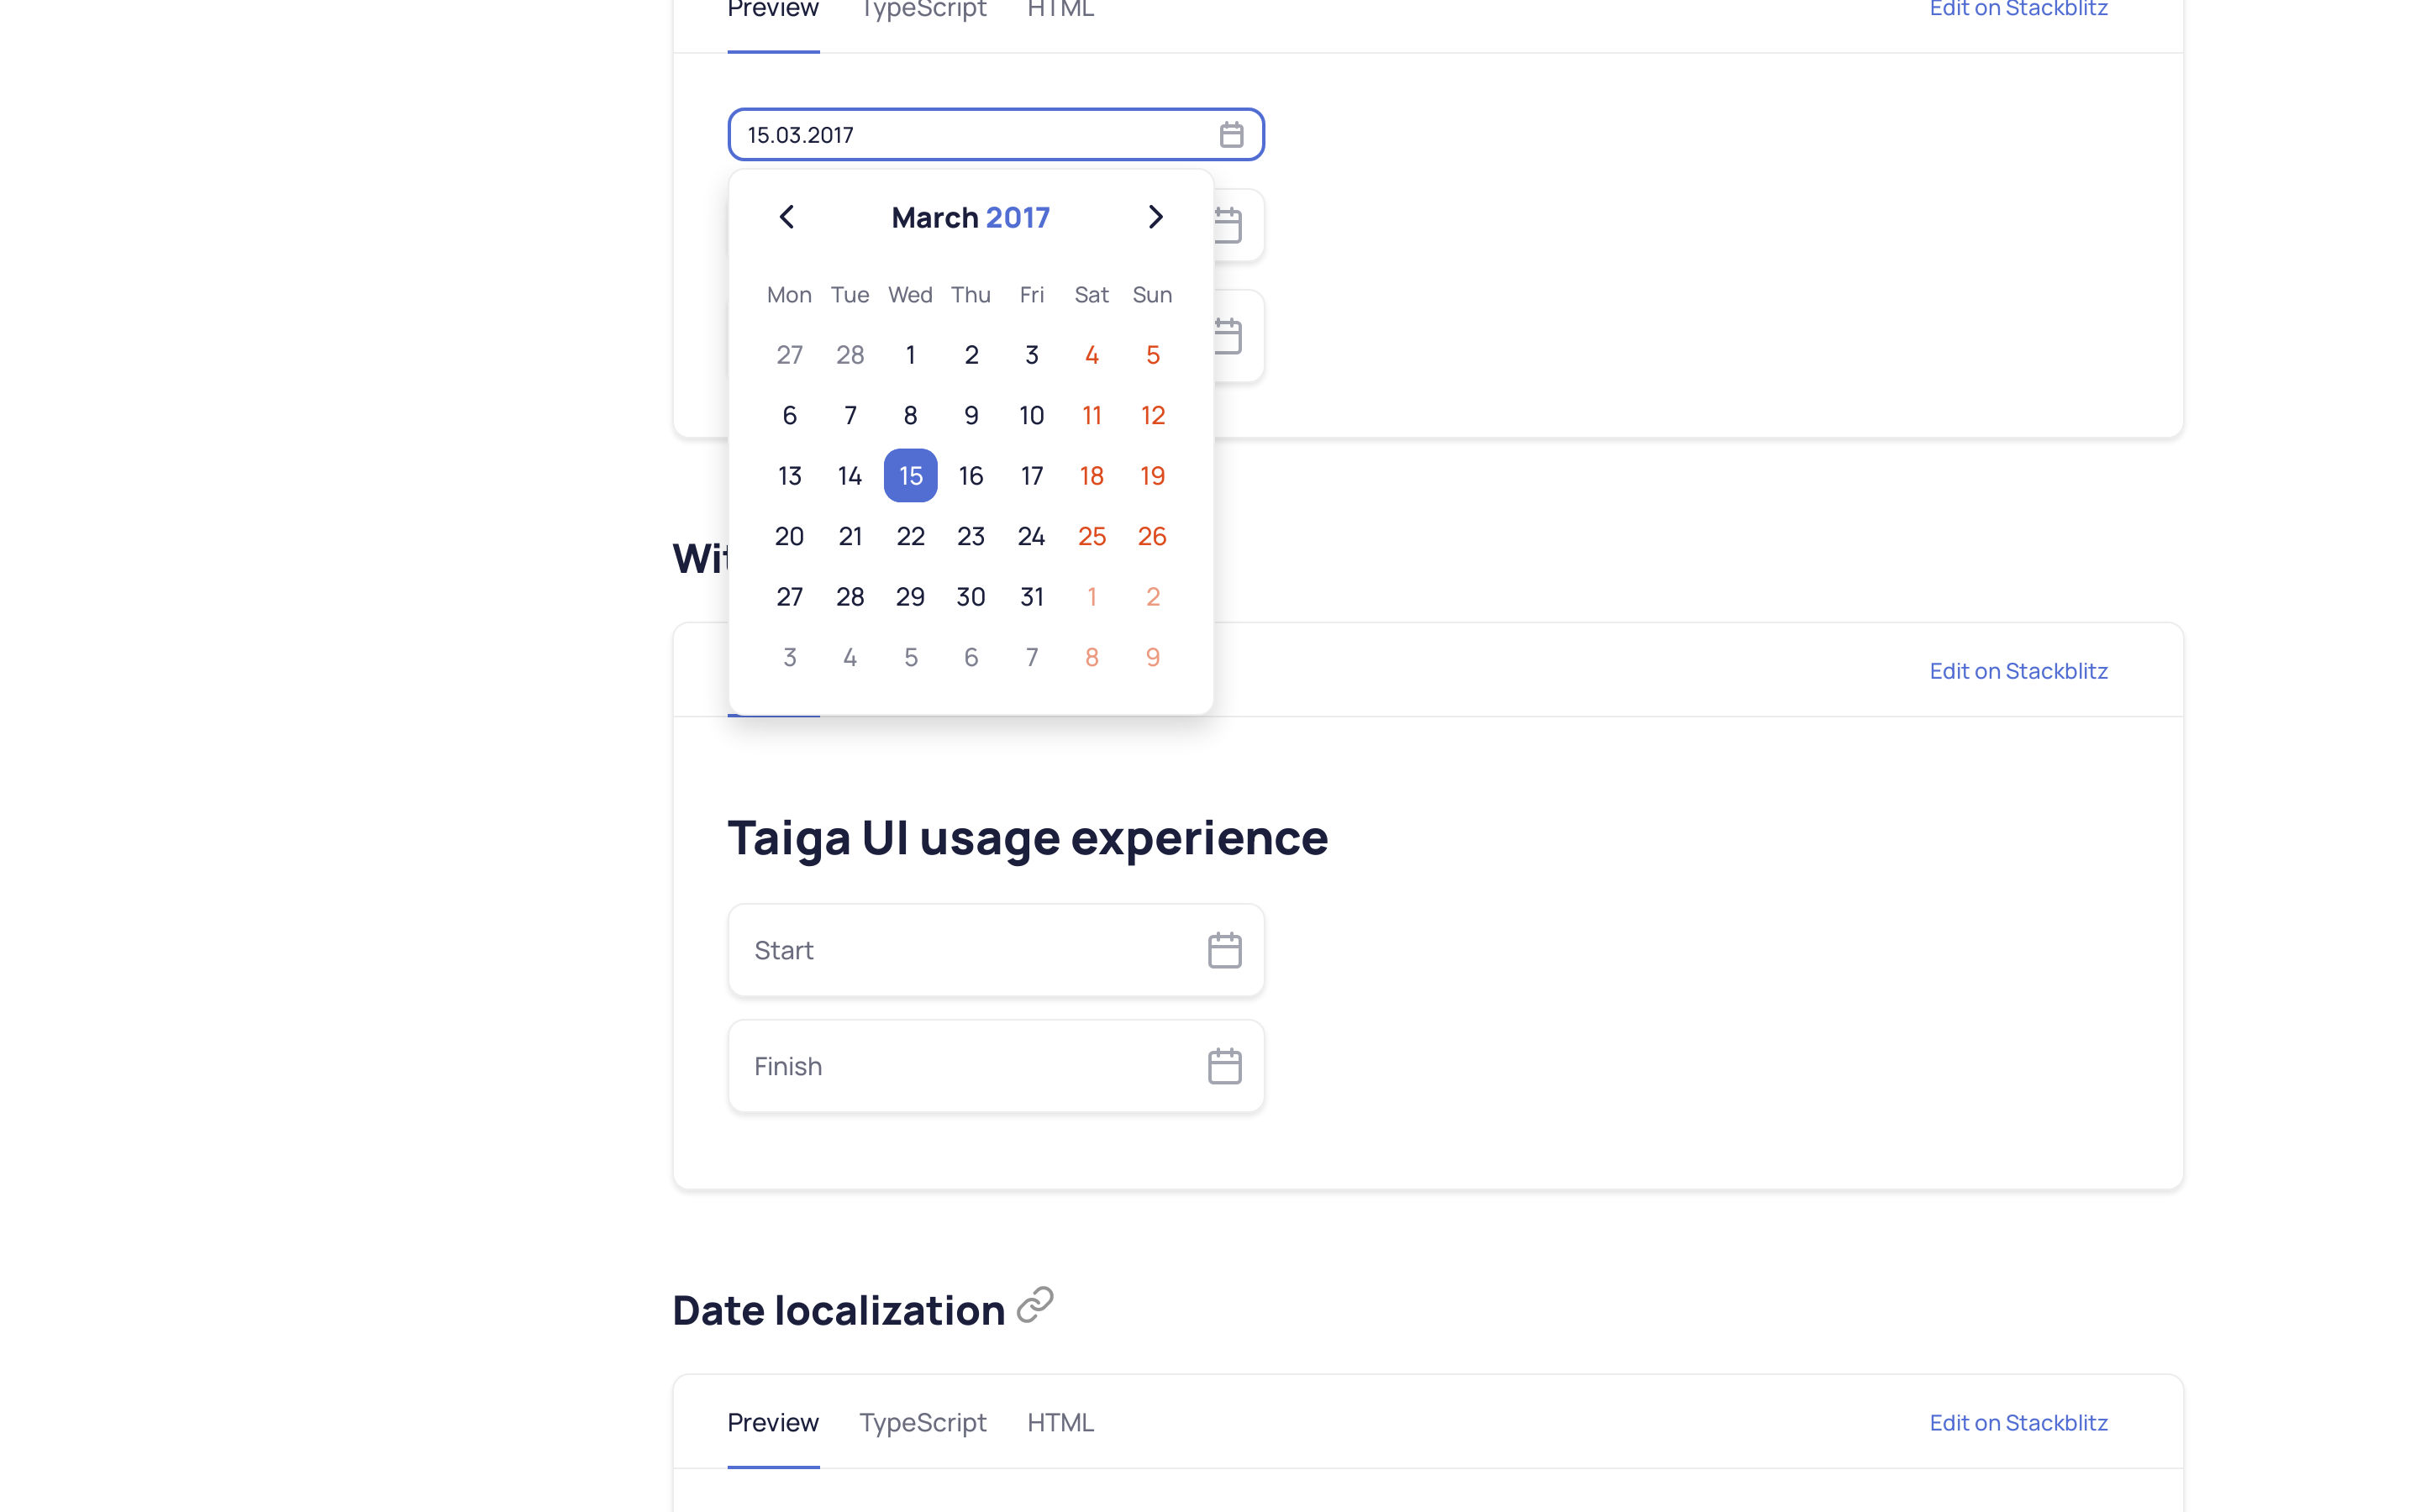 Preview TypeScript HTML Edit on Stackblitz
15.03.2017
March 2017
Mon Tue Wed Thu Fri Sat Sun
27 28 1 2 3 4 5
6 7 8 9 10 11 12
13 14 15 16 17 18 19
20 21 22 23 24 25 26
27 28 29 30 31 1 2
3 4 5 6 7 8 9
Edit on Stackblitz
Taiga UI usage experience
Start
Finish
Date localization
Preview TypeScript HTML Edit on Stackblitz